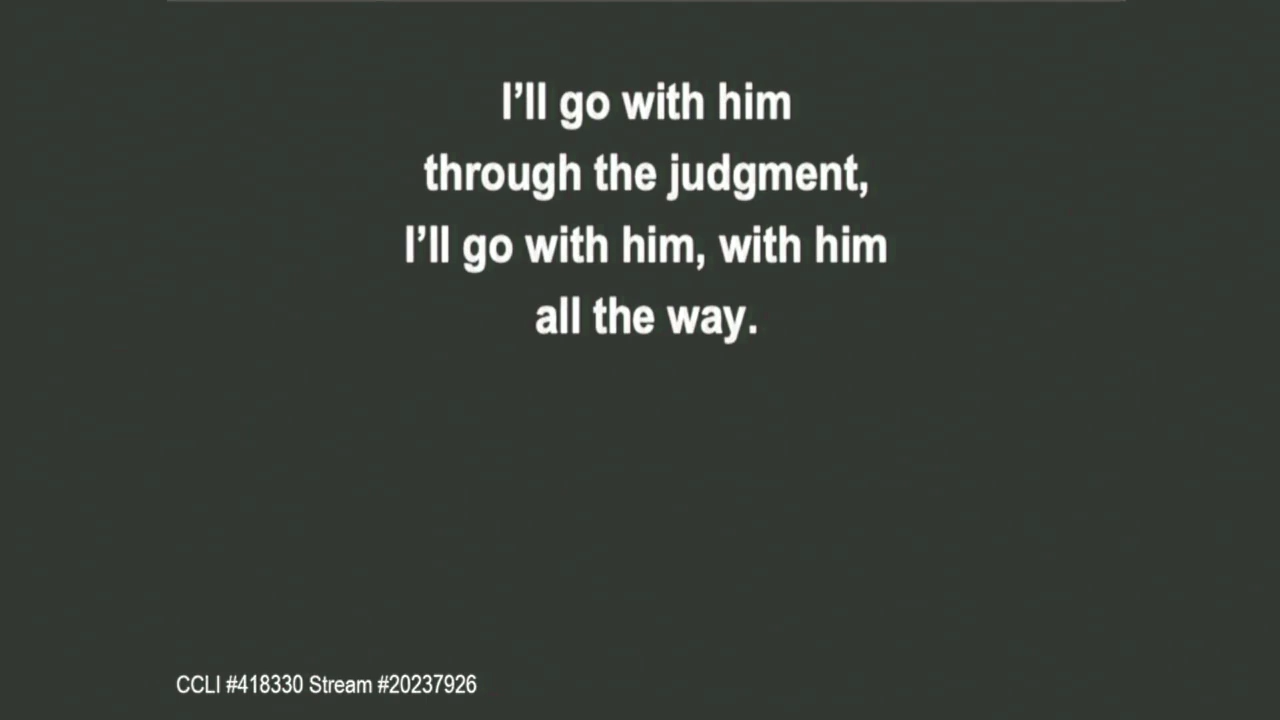 I’ll go with him
through the judgment,
I’ll go with him, with him
all the way.
CCLI #418330 Stream #20237926